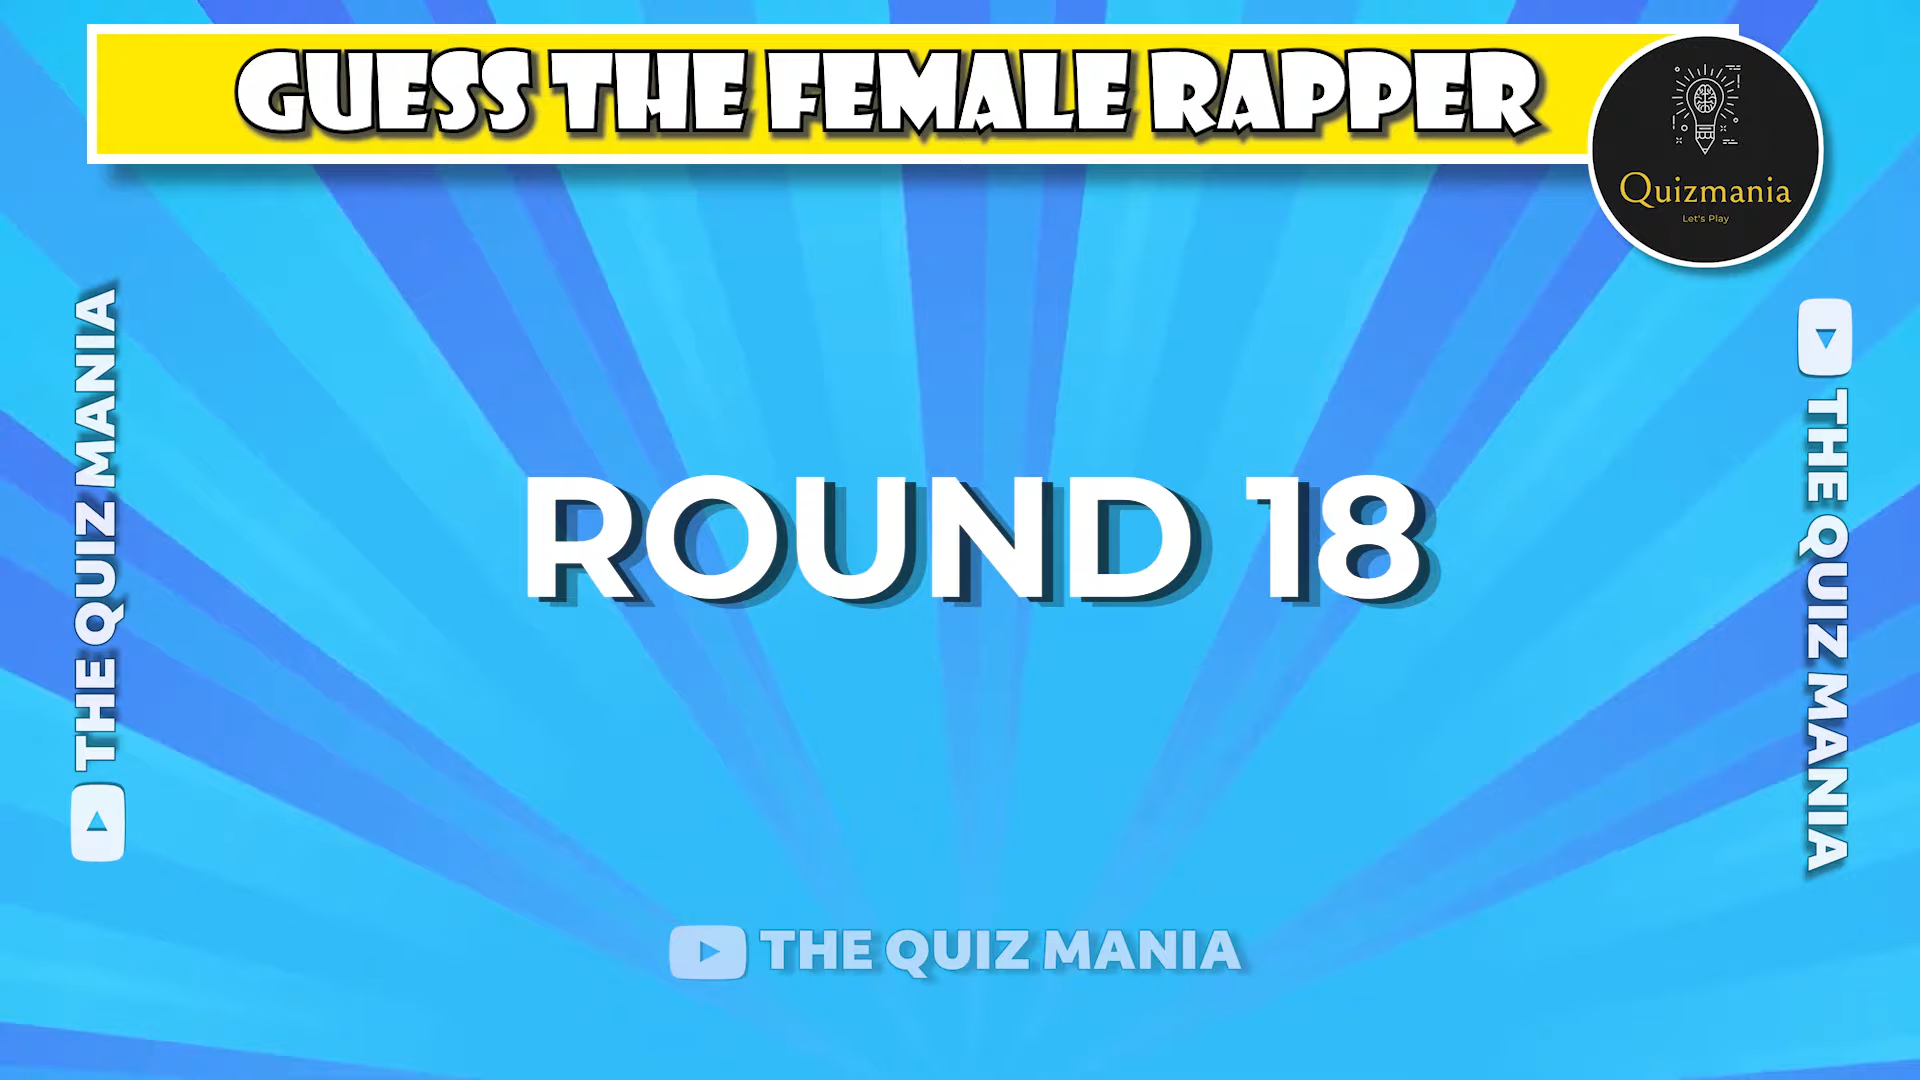 GUESS THE FEMALE RAPPER
Quizmania
Let's Play
THE QUIZ MANIA
THE QUIZ MANIA
ROUND 18
THE QUIZ MANIA